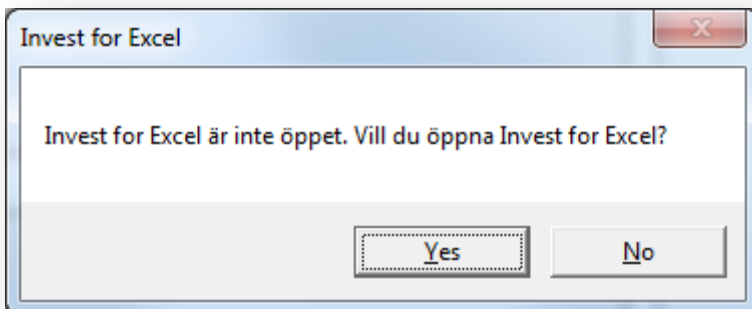 Invest for Excel
Invest for Excel är inte öppet. Vill du öppna Invest for Excel?
Yes
No